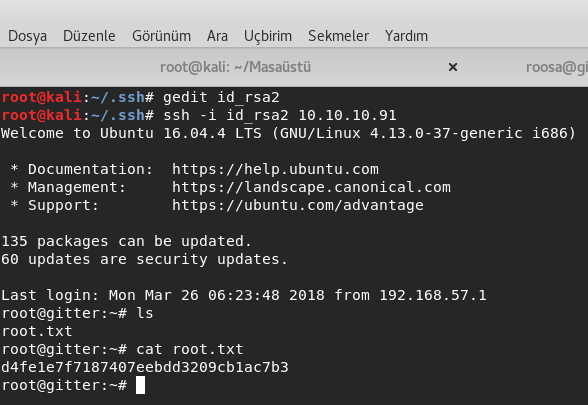 Dosya Düzenle Görünüm Ara Uçbirim Sekmeler Yardım
root@kali: ~/Masaüstü × roosa@gi
root@kali:~/.ssh# gedit id_rsa2
root@kali:~/.ssh# ssh -i id_rsa2 10.10.10.91
Welcome to Ubuntu 16.04.4 LTS (GNU/Linux 4.13.0-37-generic i686)
* Documentation:  https://help.ubuntu.com
* Management:     https://landscape.canonical.com
* Support:        https://ubuntu.com/advantage
135 packages can be updated.
60 updates are security updates.
Last login: Mon Mar 26 06:23:48 2018 from 192.168.57.1
root@gitter:~# ls
root.txt
root@gitter:~# cat root.txt
d4fe1e7f7187407eebdd3209cb1ac7b3
root@gitter:~#